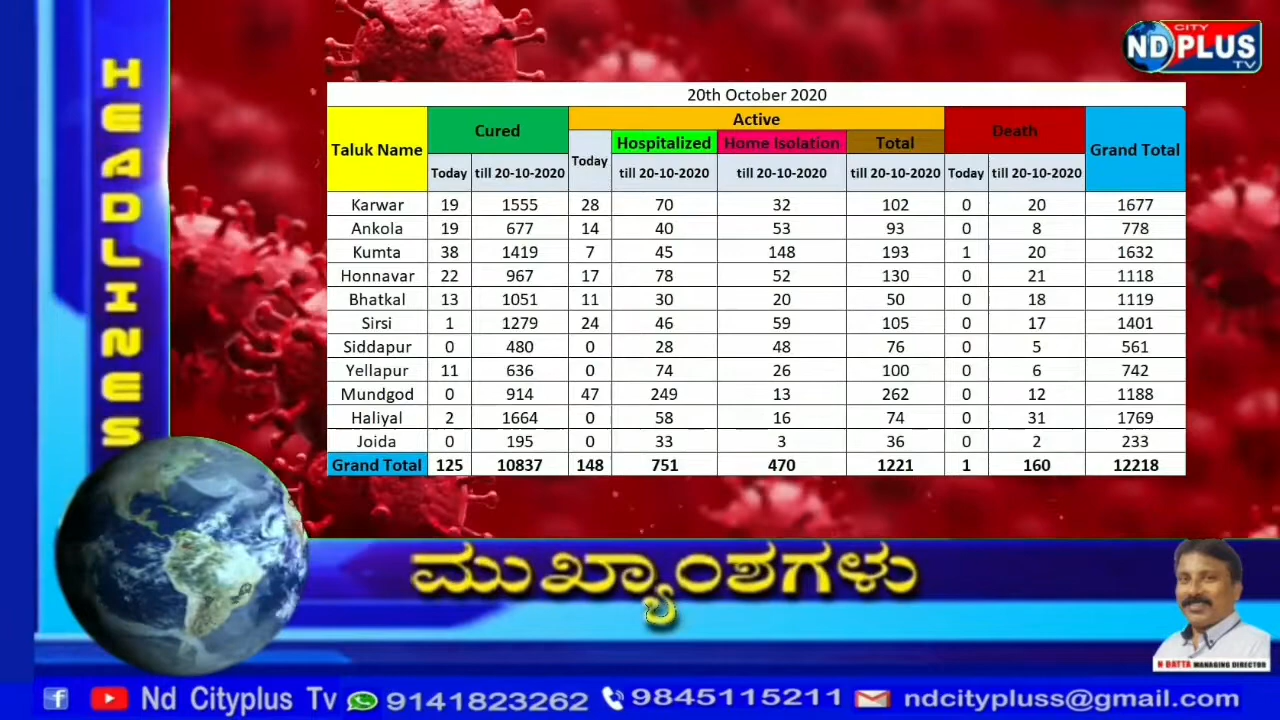 HEADLINES
CITY
ND PLUS
TV
20th October 2020
Taluk Name Cured Active Death Grand Total
Today Hospitalized Home Isolation Total
Today till 20-10-2020 till 20-10-2020 till 20-10-2020 till 20-10-2020 Today till 20-10-2020
Karwar 19 1555 28 70 32 102 0 20 1677
Ankola 19 677 14 40 53 93 0 8 778
Kumta 38 1419 7 45 148 193 1 20 1632
Honnavar 22 967 17 78 52 130 0 21 1118
Bhatkal 13 1051 11 30 20 50 0 18 1119
Sirsi 1 1279 24 46 59 105 0 17 1401
Siddapur 0 480 0 28 48 76 0 5 561
Yellapur 11 636 0 74 26 100 0 6 742
Mundgod 0 914 47 249 13 262 0 12 1188
Haliyal 2 1664 0 58 16 74 0 31 1769
Joida 0 195 0 33 3 36 0 2 233
Grand Total 125 10837 148 751 470 1221 1 160 12218
ಮುಖ್ಯಾಂಶಗಳು
N DATTA MANAGING DIRECTOR
Nd Cityplus Tv 9141823262 9845115211 ndcitypluss@gmail.com